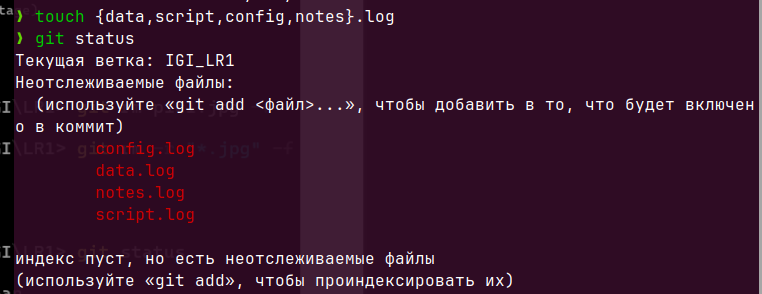 ❯ touch {data,script,config,notes}.log
❯ git status
Текущая ветка: IGI_LR1
Неотслеживаемые файлы:
(используйте «git add <файл>...», чтобы добавить в то, что будет включен
о в коммит)
config.log
data.log
notes.log
script.log
индекс пуст, но есть неотслеживаемые файлы
(используйте «git add», чтобы проиндексировать их)